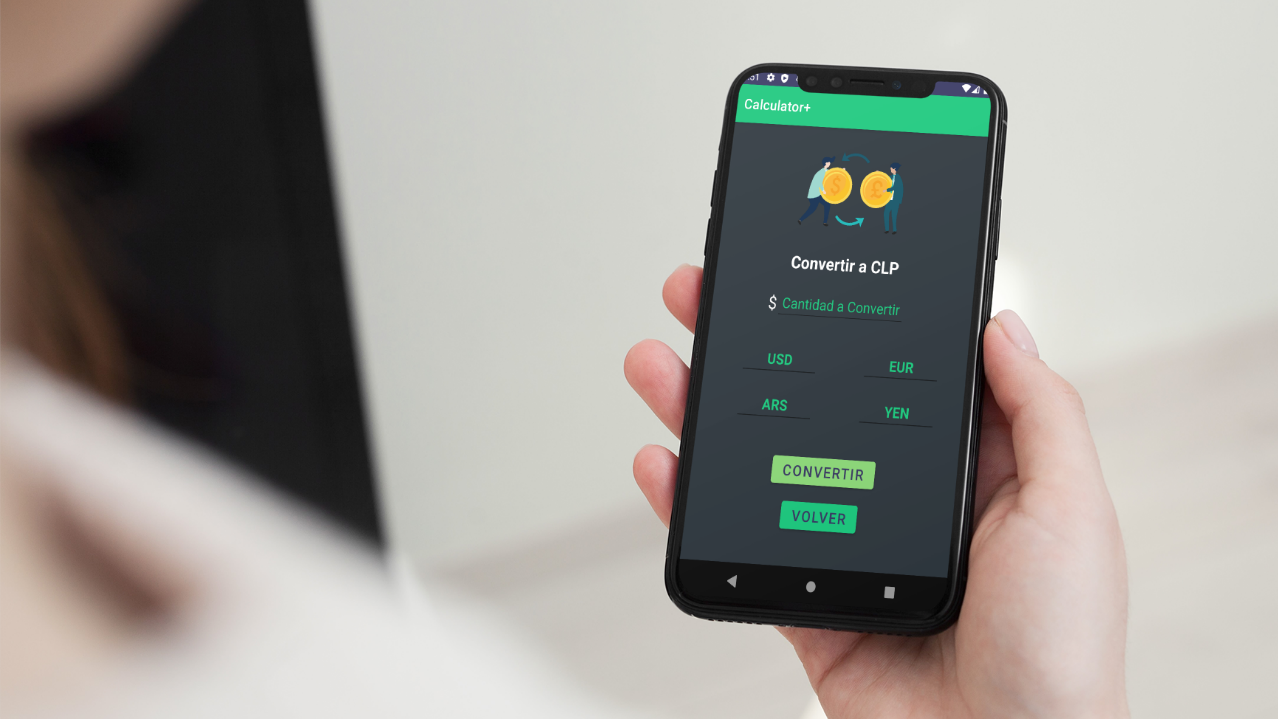 Calculator+
$ £
Convertir a CLP
$ Cantidad a Convertir
USD EUR
ARS YEN
CONVERTIR
VOLVER